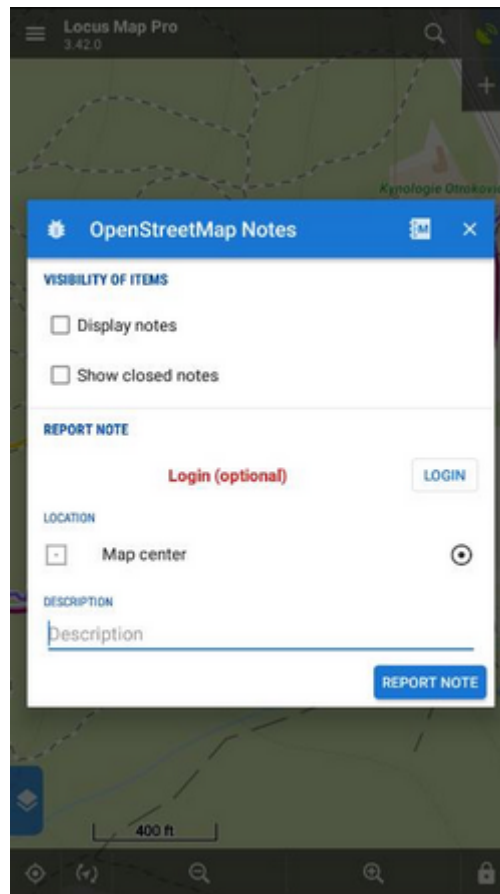 Locus Map Pro
3.42.0
Kynologie Otrokovice
OpenStreetMap Notes
VISIBILITY OF ITEMS
Display notes
Show closed notes
REPORT NOTE
Login (optional)
LOGIN
LOCATION
Map center
DESCRIPTION
Description
REPORT NOTE
400 ft